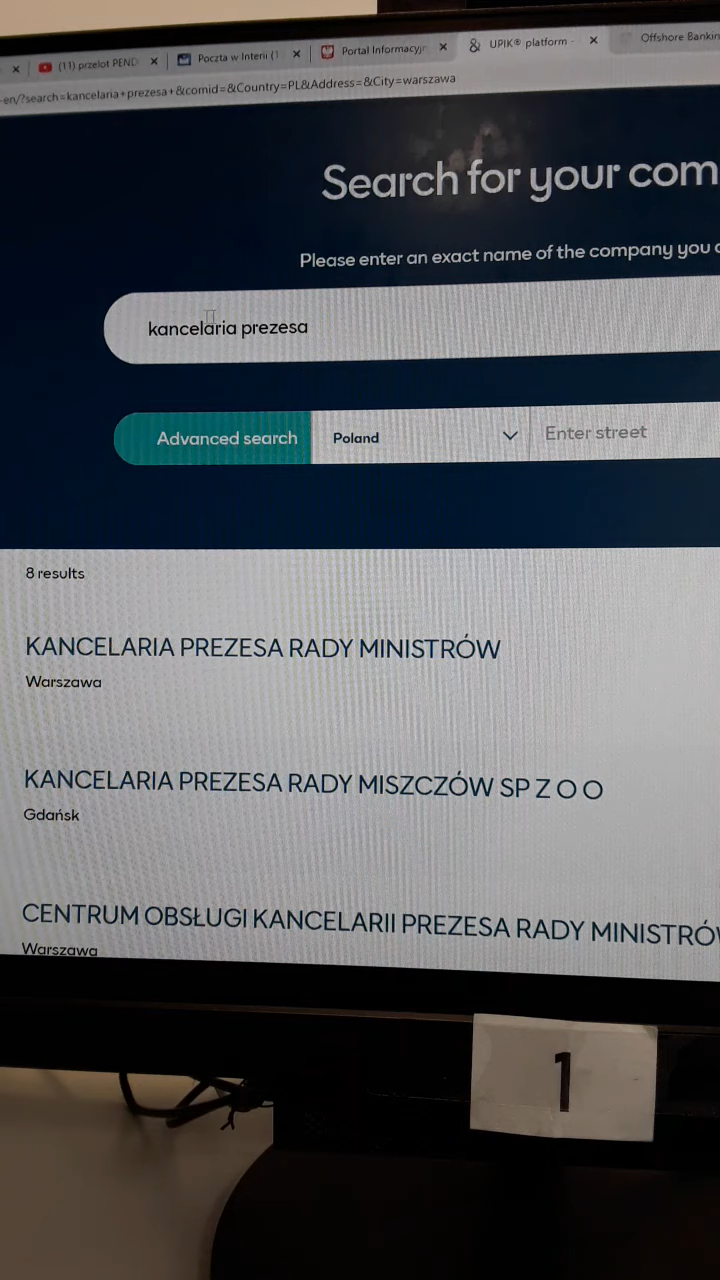 (11) przelot PEND
Poczta w Interii (1
Portal Informacyjn
UPIK® platform -
Offshore Bankin
-en/?search=kancelaria+prezesa+&comid=&Country=PL&Address=&City=warszawa
Search for your com
Please enter an exact name of the company you
kancelaria prezesa
Advanced search
Poland
Enter street
8 results
KANCELARIA PREZESA RADY MINISTRÓW
Warszawa
KANCELARIA PREZESA RADY MISZCZÓW SP Z O O
Gdańsk
CENTRUM OBSŁUGI KANCELARII PREZESA RADY MINISTRÓW
Warszawa
1